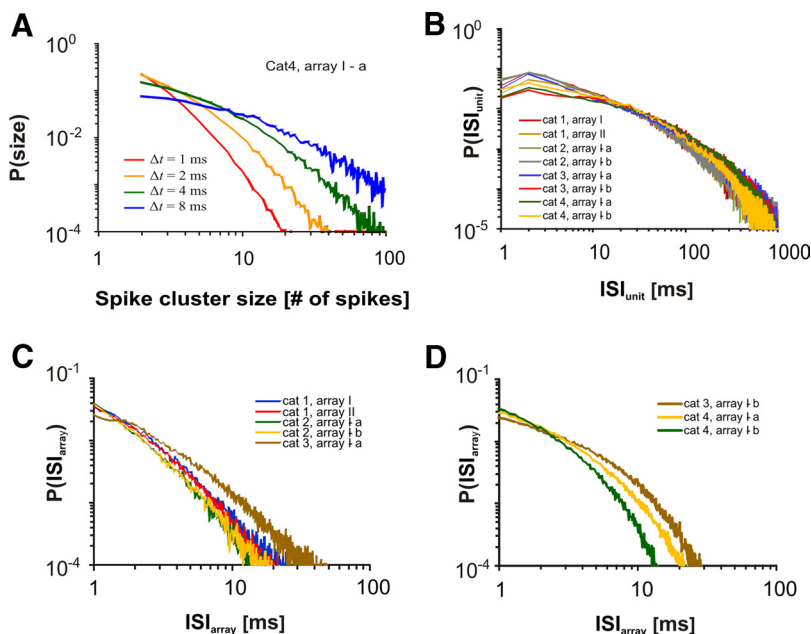 A
10^0
Cat4, array I - a
P(size)
10^-2
Δt = 1 ms
Δt = 2 ms
Δt = 4 ms
Δt = 8 ms
10^-4
1
10
100
Spike cluster size [# of spikes]
B
10^0
P(ISI_unit)
cat 1, array I
cat 1, array II
cat 2, array I-a
cat 2, array I-b
cat 3, array I-a
cat 3, array I-b
cat 4, array I-a
cat 4, array I-b
10^-5
1
10
100
1000
ISI_unit [ms]
C
10^-1
P(ISI_array)
cat 1, array I
cat 1, array II
cat 2, array I-a
cat 2, array I-b
cat 3, array I-a
10^-4
1
10
100
ISI_array [ms]
D
10^-1
P(ISI_array)
cat 3, array I-b
cat 4, array I-a
cat 4, array I-b
10^-4
1
10
100
ISI_array [ms]